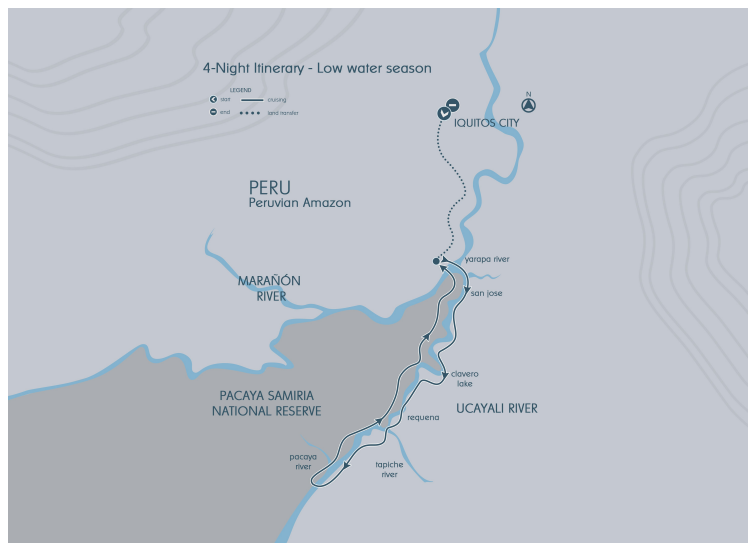 4-Night Itinerary - Low water season
LEGEND
start
cruising
end
land transfer
N
IQUITOS CITY
PERU
Peruvian Amazon
yarapa river
MARAÑÓN
RIVER
san jose
clavero
lake
PACAYA SAMIRIA
NATIONAL RESERVE
UCAYALI RIVER
requena
pacaya
river
tapiche
river